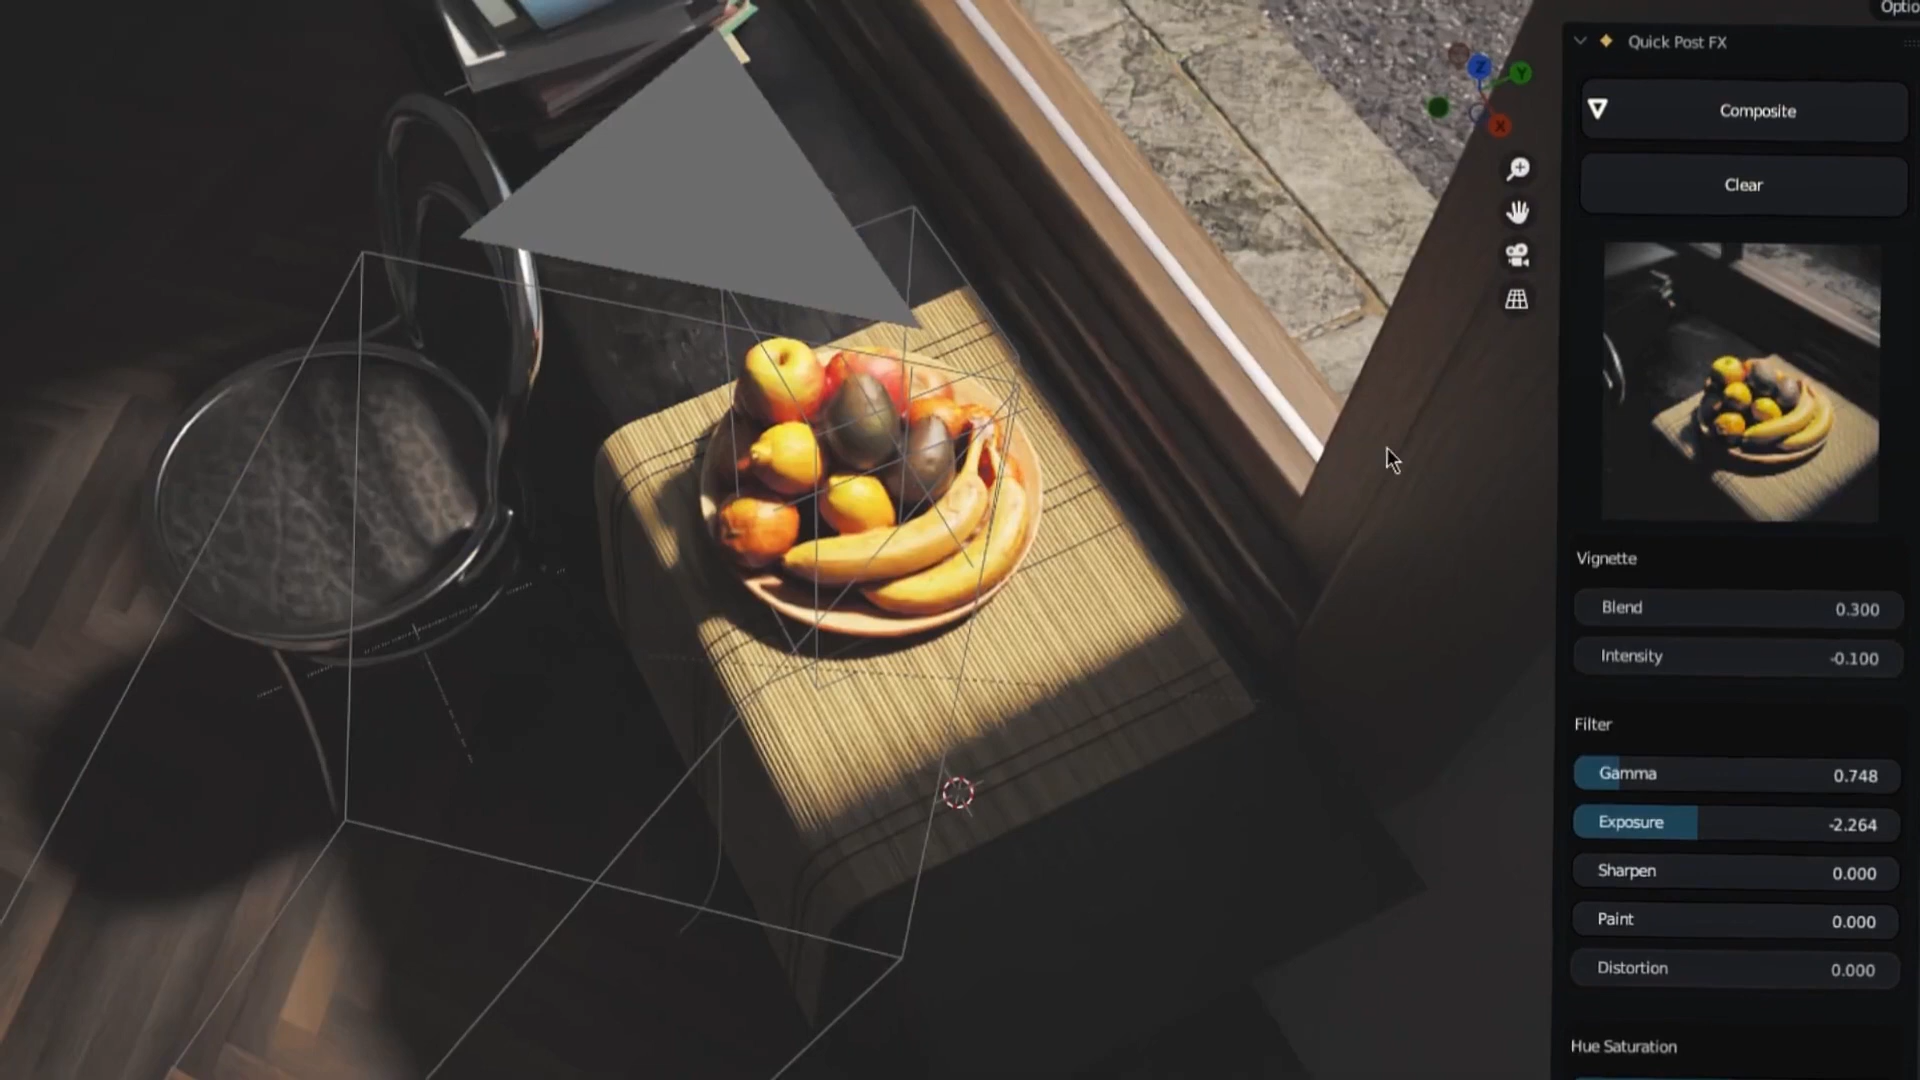 Optio
Quick Post FX
Z
Y
X
Composite
Clear
Vignette
Blend 0.300
Intensity -0.100
Filter
Gamma 0.748
Exposure -2.264
Sharpen 0.000
Paint 0.000
Distortion 0.000
Hue Saturation